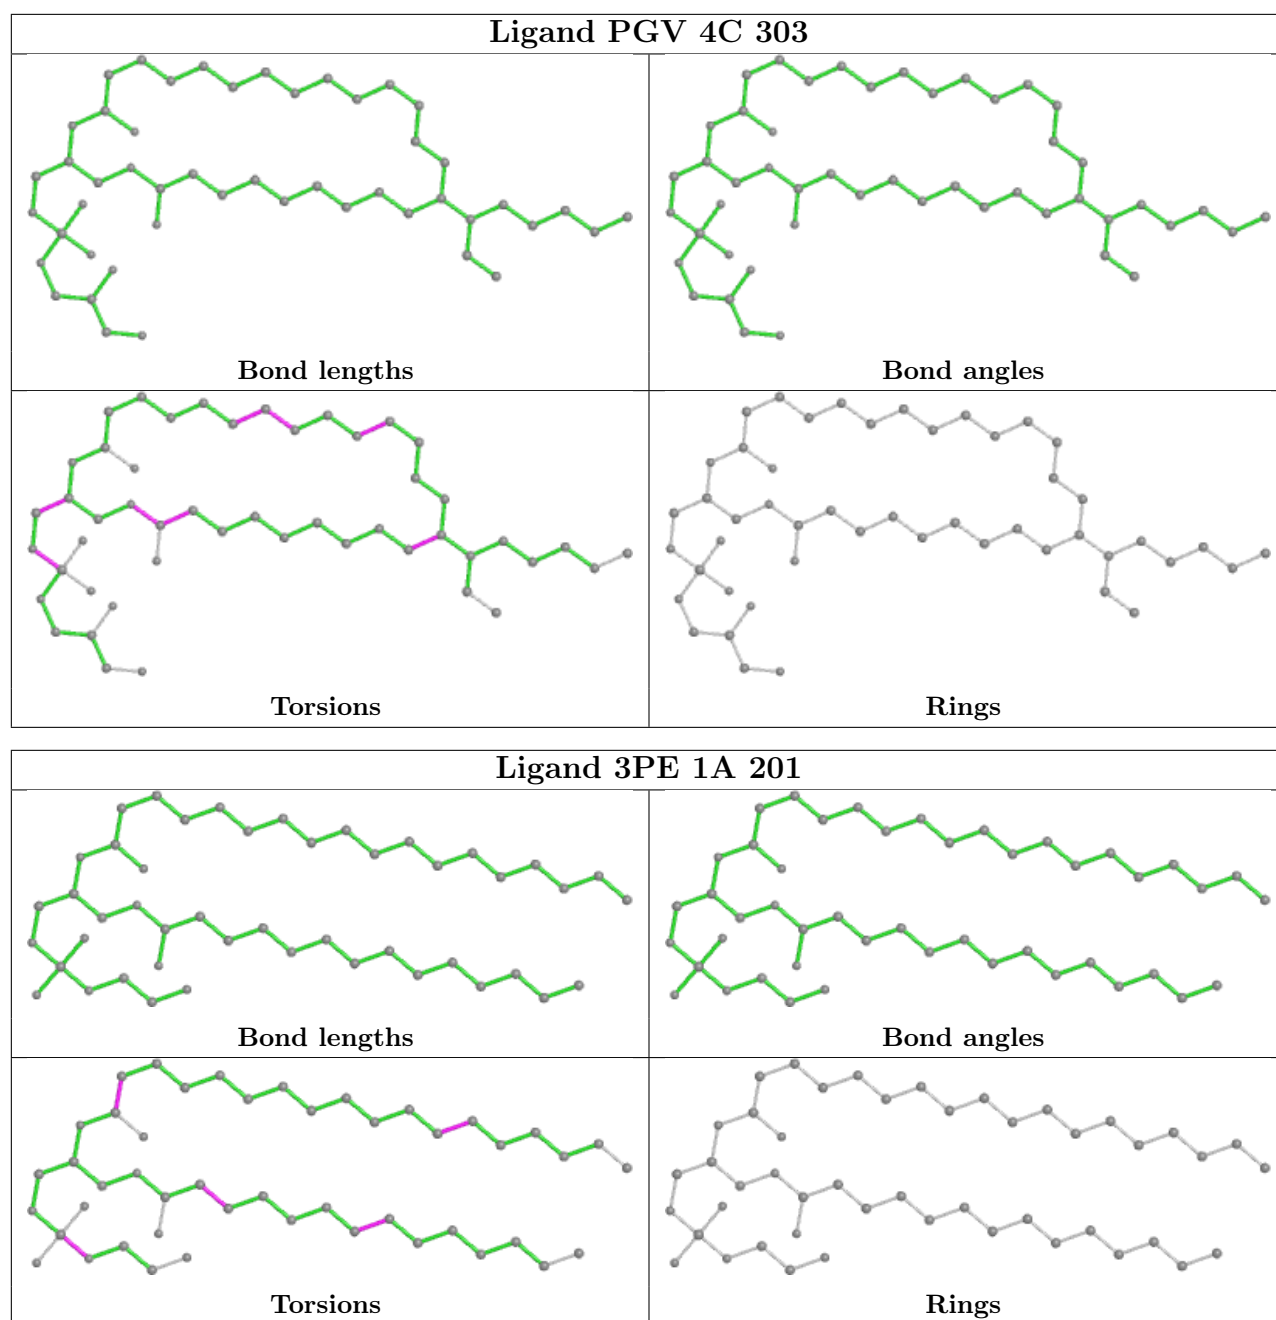 Ligand PGV 4C 303
Bond lengths
Bond angles
Torsions
Rings
Ligand 3PE 1A 201
Bond lengths
Bond angles
Torsions
Rings